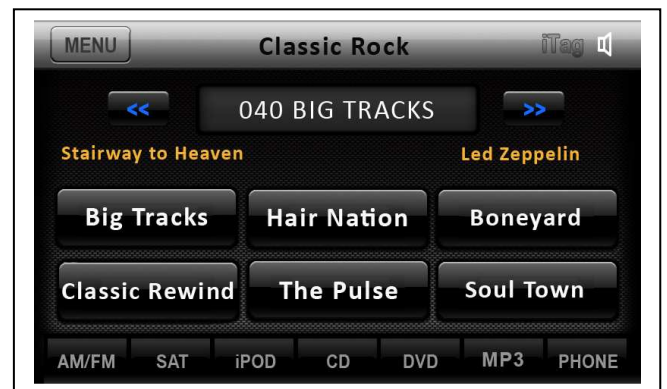 MENU Classic Rock iTag
<< 040 BIG TRACKS >>
Stairway to Heaven Led Zeppelin
Big Tracks Hair Nation Boneyard
Classic Rewind The Pulse Soul Town
AM/FM SAT iPOD CD DVD MP3 PHONE